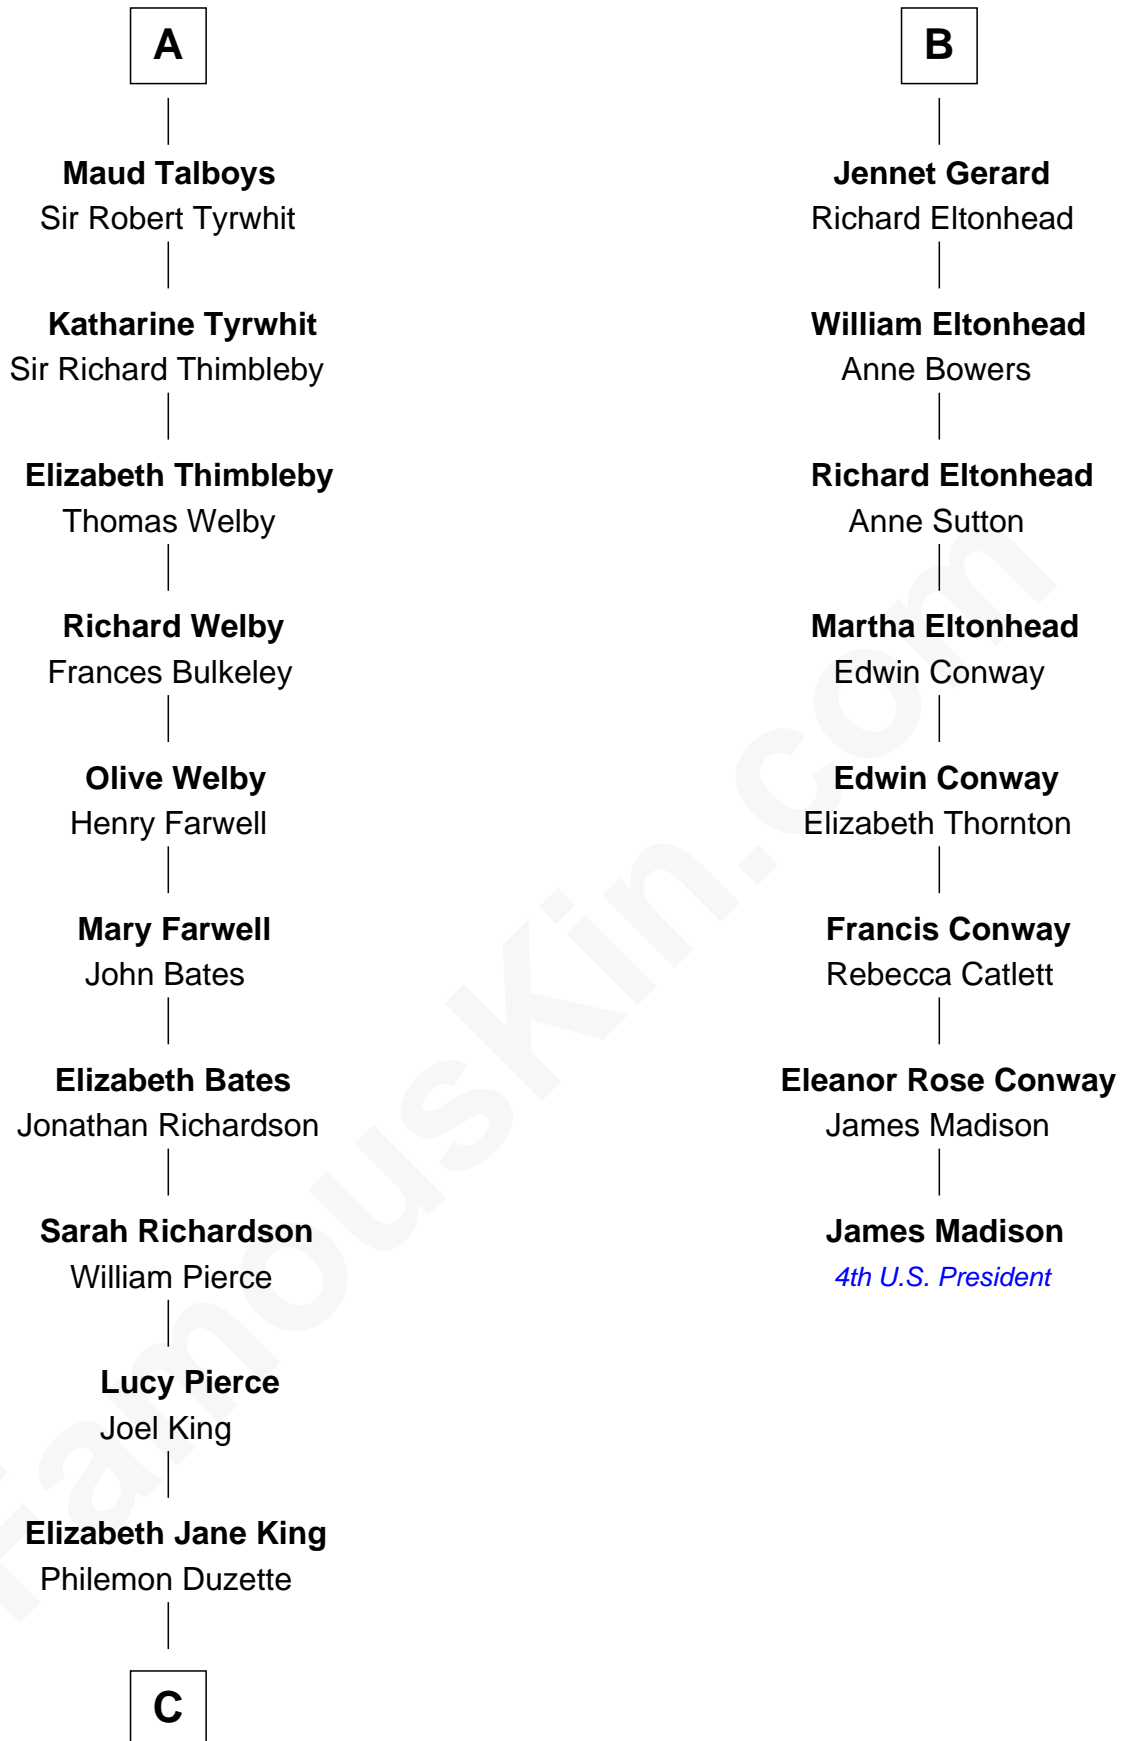 A
Maud Talboys
Sir Robert Tyrwhit
Katharine Tyrwhit
Sir Richard Thimbleby
Elizabeth Thimbleby
Thomas Welby
Richard Welby
Frances Bulkeley
Olive Welby
Henry Farwell
Mary Farwell
John Bates
Elizabeth Bates
Jonathan Richardson
Sarah Richardson
William Pierce
Lucy Pierce
Joel King
Elizabeth Jane King
Philemon Duzette
C
B
Jennet Gerard
Richard Eltonhead
William Eltonhead
Anne Bowers
Richard Eltonhead
Anne Sutton
Martha Eltonhead
Edwin Conway
Edwin Conway
Elizabeth Thornton
Francis Conway
Rebecca Catlett
Eleanor Rose Conway
James Madison
James Madison
4th U.S. President
FamousKin.com